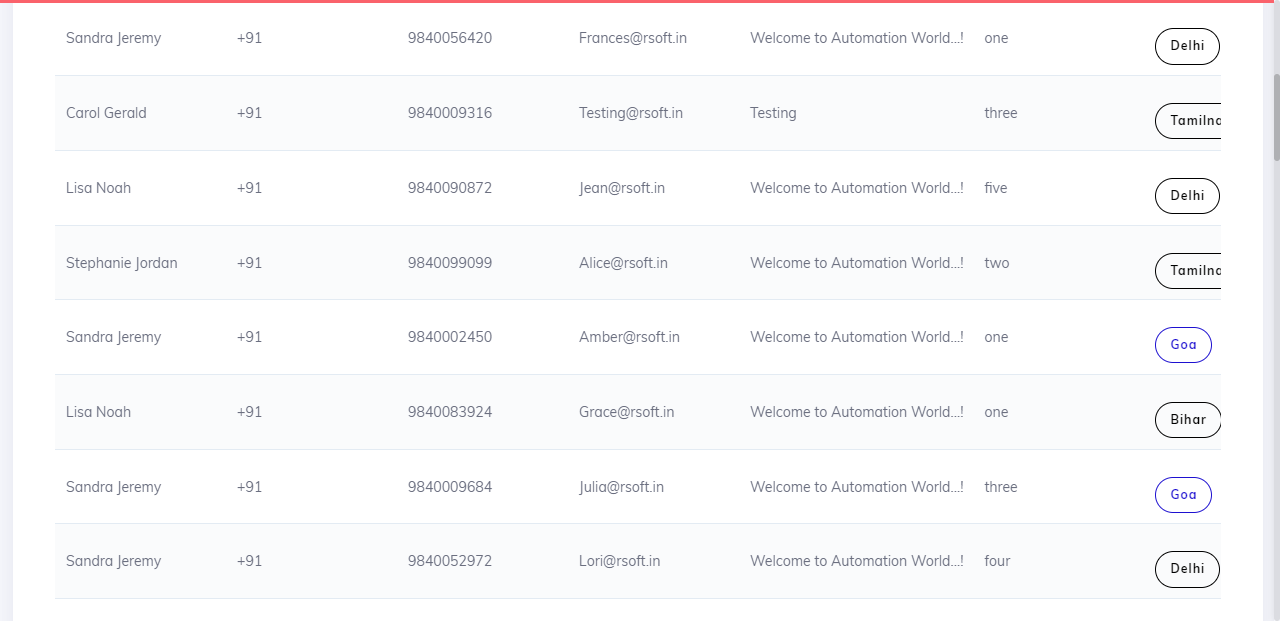 Sandra Jeremy +91 9840056420 Frances@rsoft.in Welcome to Automation World...! one Delhi
Carol Gerald +91 9840009316 Testing@rsoft.in Testing three Tamilna
Lisa Noah +91 9840090872 Jean@rsoft.in Welcome to Automation World...! five Delhi
Stephanie Jordan +91 9840099099 Alice@rsoft.in Welcome to Automation World...! two Tamilna
Sandra Jeremy +91 9840002450 Amber@rsoft.in Welcome to Automation World...! one Goa
Lisa Noah +91 9840083924 Grace@rsoft.in Welcome to Automation World...! one Bihar
Sandra Jeremy +91 9840009684 Julia@rsoft.in Welcome to Automation World...! three Goa
Sandra Jeremy +91 9840052972 Lori@rsoft.in Welcome to Automation World...! four Delhi